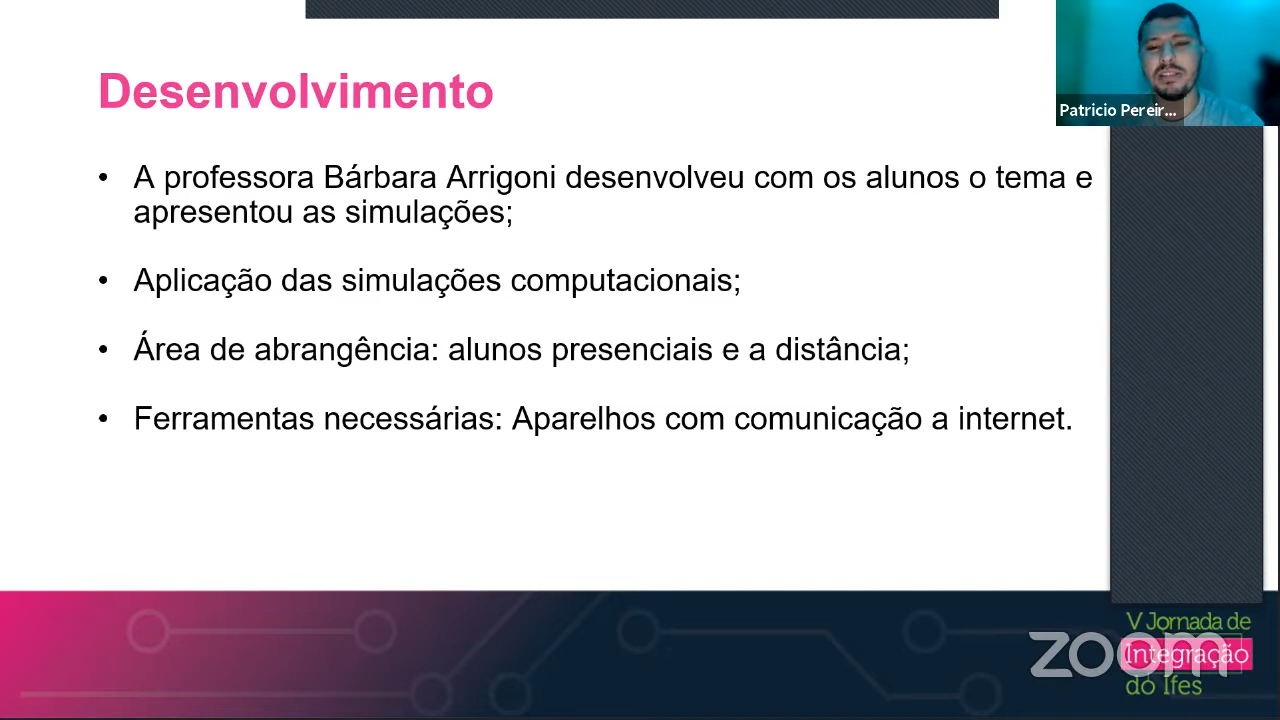 Desenvolvimento
Patricio Pereir...
• A professora Bárbara Arrigoni desenvolveu com os alunos o tema e
apresentou as simulações;
• Aplicação das simulações computacionais;
• Área de abrangência: alunos presenciais e a distância;
• Ferramentas necessárias: Aparelhos com comunicação a internet.
V Jornada de
Integração
do Ifes
zoom